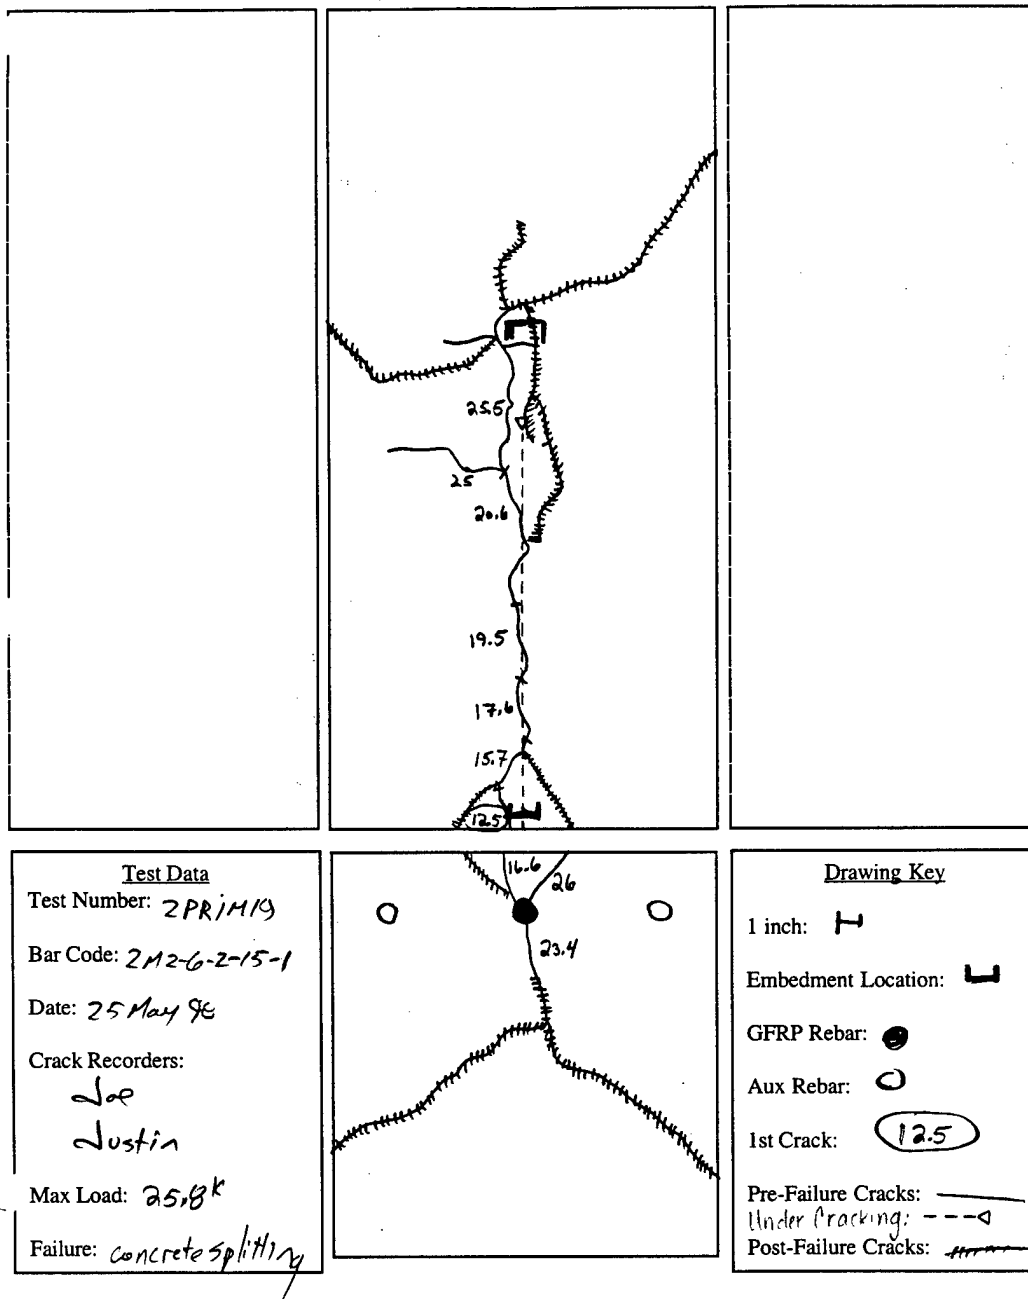 25.5
25
20.6
19.5
17.6
15.7
12.5
Test Data
Test Number: 2PRIM19
Bar Code: 2M2-6-2-15-1
Date: 25 May
Crack Recorders:
Joe
Justin
Max Load: 25.8k
Failure: concrete splitting
16.6
26
23.4
Drawing Key
1 inch:
Embedment Location:
GFRP Rebar:
Aux Rebar:
1st Crack: 12.5
Pre-Failure Cracks:
Under Cracking:
Post-Failure Cracks: